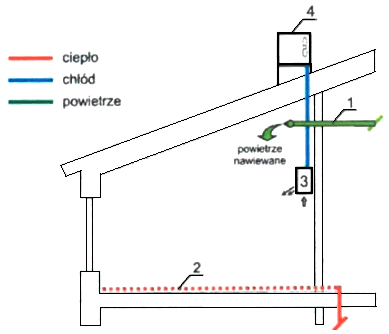 4
ciepło
chłód
powietrze
1
powietrze
nawiewane
3
2